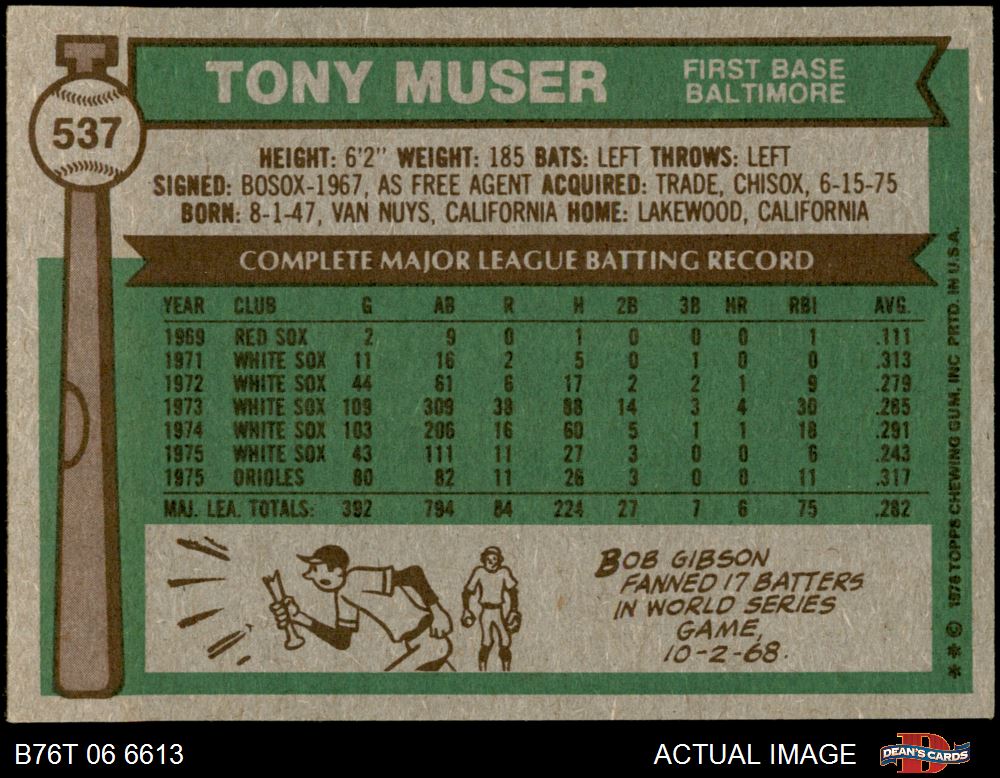 TONY MUSER
FIRST BASE
BALTIMORE
537
HEIGHT: 6'2" WEIGHT: 185 BATS: LEFT THROWS: LEFT
SIGNED: BOSOX-1967, AS FREE AGENT ACQUIRED: TRADE, CHISOX, 6-15-75
BORN: 8-1-47, VAN NUYS, CALIFORNIA HOME: LAKEWOOD, CALIFORNIA
COMPLETE MAJOR LEAGUE BATTING RECORD
YEAR CLUB G AB R H 2B 3B HR RBI AVG.
1969 RED SOX 2 9 0 1 0 0 0 1 .111
1971 WHITE SOX 11 16 2 5 0 1 0 0 .313
1972 WHITE SOX 44 61 6 17 2 2 1 9 .279
1973 WHITE SOX 109 309 38 88 14 3 4 30 .285
1974 WHITE SOX 103 206 16 60 5 1 1 18 .291
1975 WHITE SOX 43 111 11 27 3 0 0 6 .243
1975 ORIOLES 80 82 11 26 3 0 0 11 .317
MAJ. LEA. TOTALS: 392 794 84 224 27 7 6 75 .282
BOB GIBSON
FANNED 17 BATTERS
IN WORLD SERIES
GAME,
10-2-68.
** © 1976 TOPPS CHEWING GUM, INC PRTD. IN U.S.A.
B76T 06 6613
ACTUAL IMAGE
DEAN'S CARDS